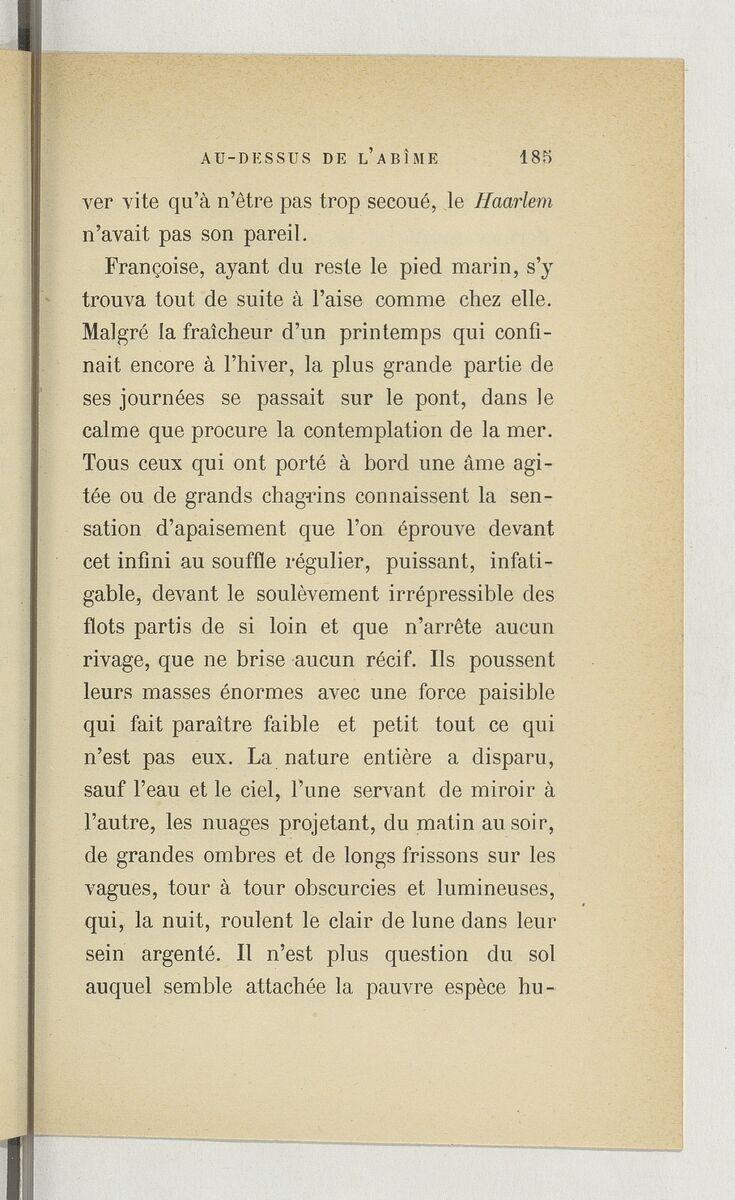 AU-DESSUS DE L'ABÎME 185
ver vite qu'à n'être pas trop secoué, le Haarlem
n'avait pas son pareil.
Françoise, ayant du reste le pied marin, s'y
trouva tout de suite à l'aise comme chez elle.
Malgré la fraîcheur d'un printemps qui confi-
nait encore à l'hiver, la plus grande partie de
ses journées se passait sur le pont, dans le
calme que procure la contemplation de la mer.
Tous ceux qui ont porté à bord une âme agi-
tée ou de grands chagrins connaissent la sen-
sation d'apaisement que l'on éprouve devant
cet infini au souffle régulier, puissant, infati-
gable, devant le soulèvement irrépressible des
flots partis de si loin et que n'arrête aucun
rivage, que ne brise aucun récif. Ils poussent
leurs masses énormes avec une force paisible
qui fait paraître faible et petit tout ce qui
n'est pas eux. La nature entière a disparu,
sauf l'eau et le ciel, l'une servant de miroir à
l'autre, les nuages projetant, du matin au soir,
de grandes ombres et de longs frissons sur les
vagues, tour à tour obscurcies et lumineuses,
qui, la nuit, roulent le clair de lune dans leur
sein argenté. Il n'est plus question du sol
auquel semble attachée la pauvre espèce hu-